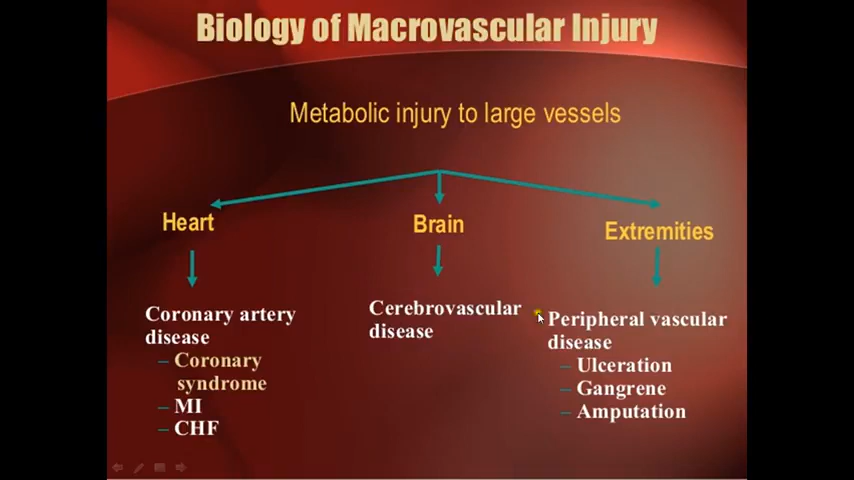 Biology of Macrovascular Injury
Metabolic injury to large vessels
Heart
Coronary artery
disease
– Coronary
syndrome
– MI
– CHF
Brain
Cerebrovascular
disease
Extremities
Peripheral vascular
disease
– Ulceration
– Gangrene
– Amputation